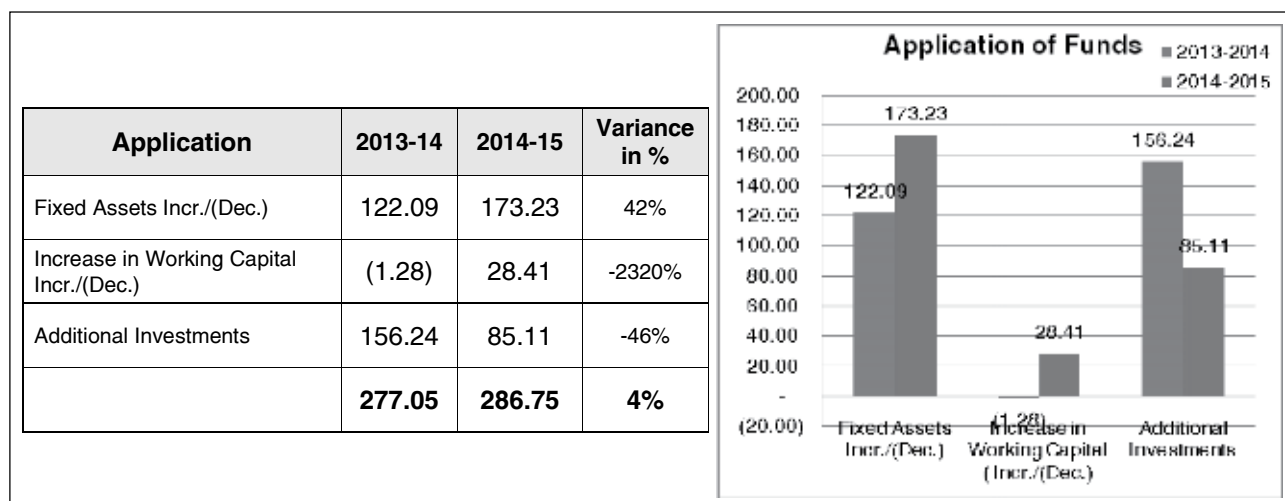 Application 2013-14 2014-15 Variance in %
Fixed Assets Incr./(Dec.) 122.09 173.23 42%
Increase in Working Capital
Incr./(Dec.) (1.28) 28.41 -2320%
Additional Investments 156.24 85.11 -46%
277.05 286.75 4%
Application of Funds
2013-2014
2014-2015
200.00
180.00
160.00
140.00
120.00
100.00
80.00
60.00
40.00
20.00
-
(20.00)
122.09
173.23
(1.28)
28.41
156.24
85.11
Fixed Assets
Incr./(Dec.)
Increase in
Working Capital
(Incr./(Dec.)
Additional
Investments